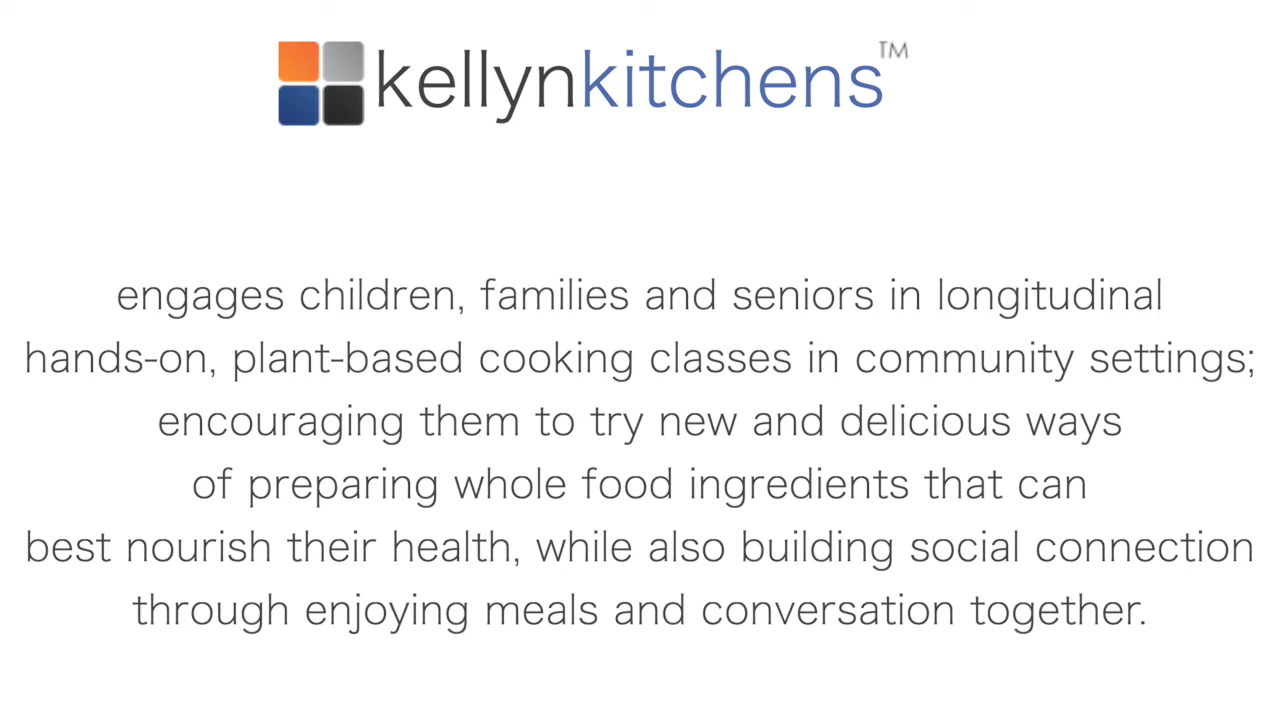 kellynkitchens™
engages children, families and seniors in longitudinal
hands-on, plant-based cooking classes in community settings;
encouraging them to try new and delicious ways
of preparing whole food ingredients that can
best nourish their health, while also building social connection
through enjoying meals and conversation together.